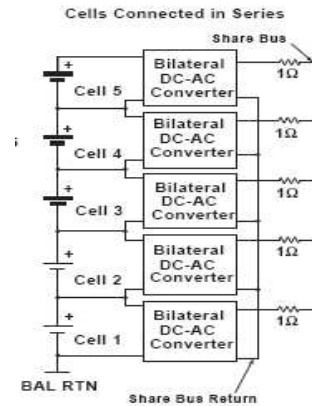 Cells Connected in Series
Share Bus
+
Cell 5
Bilateral
DC-AC
Converter
1Ω
+
Cell 4
Bilateral
DC-AC
Converter
1Ω
+
Cell 3
Bilateral
DC-AC
Converter
1Ω
+
Cell 2
Bilateral
DC-AC
Converter
1Ω
+
Cell 1
Bilateral
DC-AC
Converter
1Ω
BAL RTN
Share Bus Return